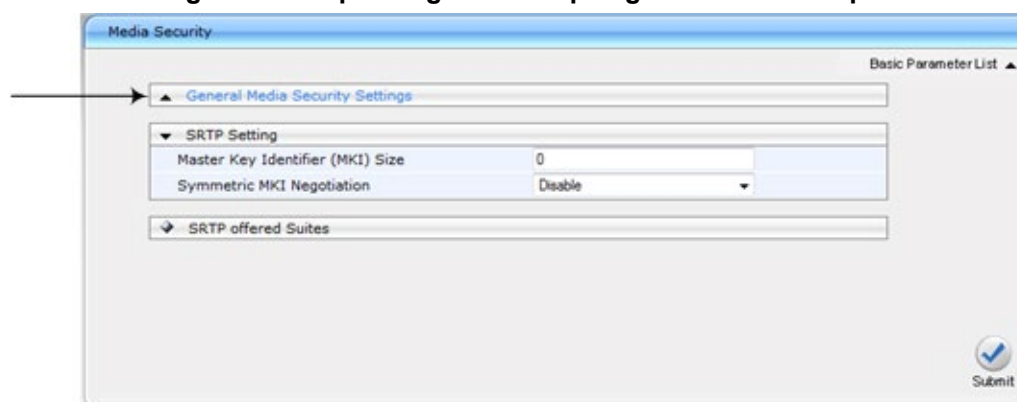 Media Security
Basic Parameter List
General Media Security Settings
SRTP Setting
Master Key Identifier (MKI) Size 0
Symmetric MKI Negotiation Disable
SRTP offered Suites
Submit